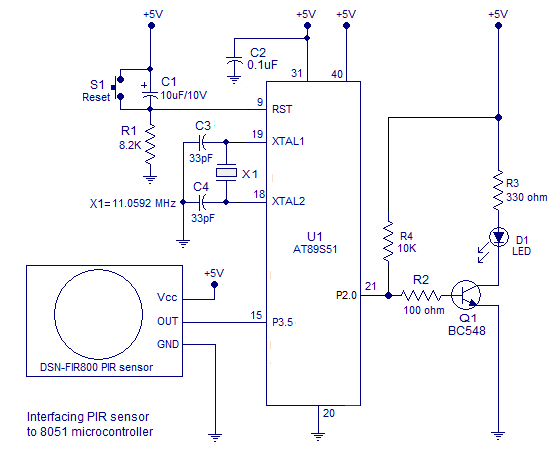 +5V
+5V
+5V
+5V
C2
0.1uF
31
40
S1
Reset
+
C1
10uF/10V
9
RST
R1
8.2K
C3
33pF
19
XTAL1
X1
X1=11.0592 MHz
C4
33pF
18
XTAL2
U1
AT89S51
R3
330 ohm
R4
10K
D1
LED
+5V
Vcc
OUT
GND
DSN-FIR800 PIR sensor
15
P3.5
P2.0
21
R2
100 ohm
Q1
BC548
20
Interfacing PIR sensor
to 8051 microcontroller